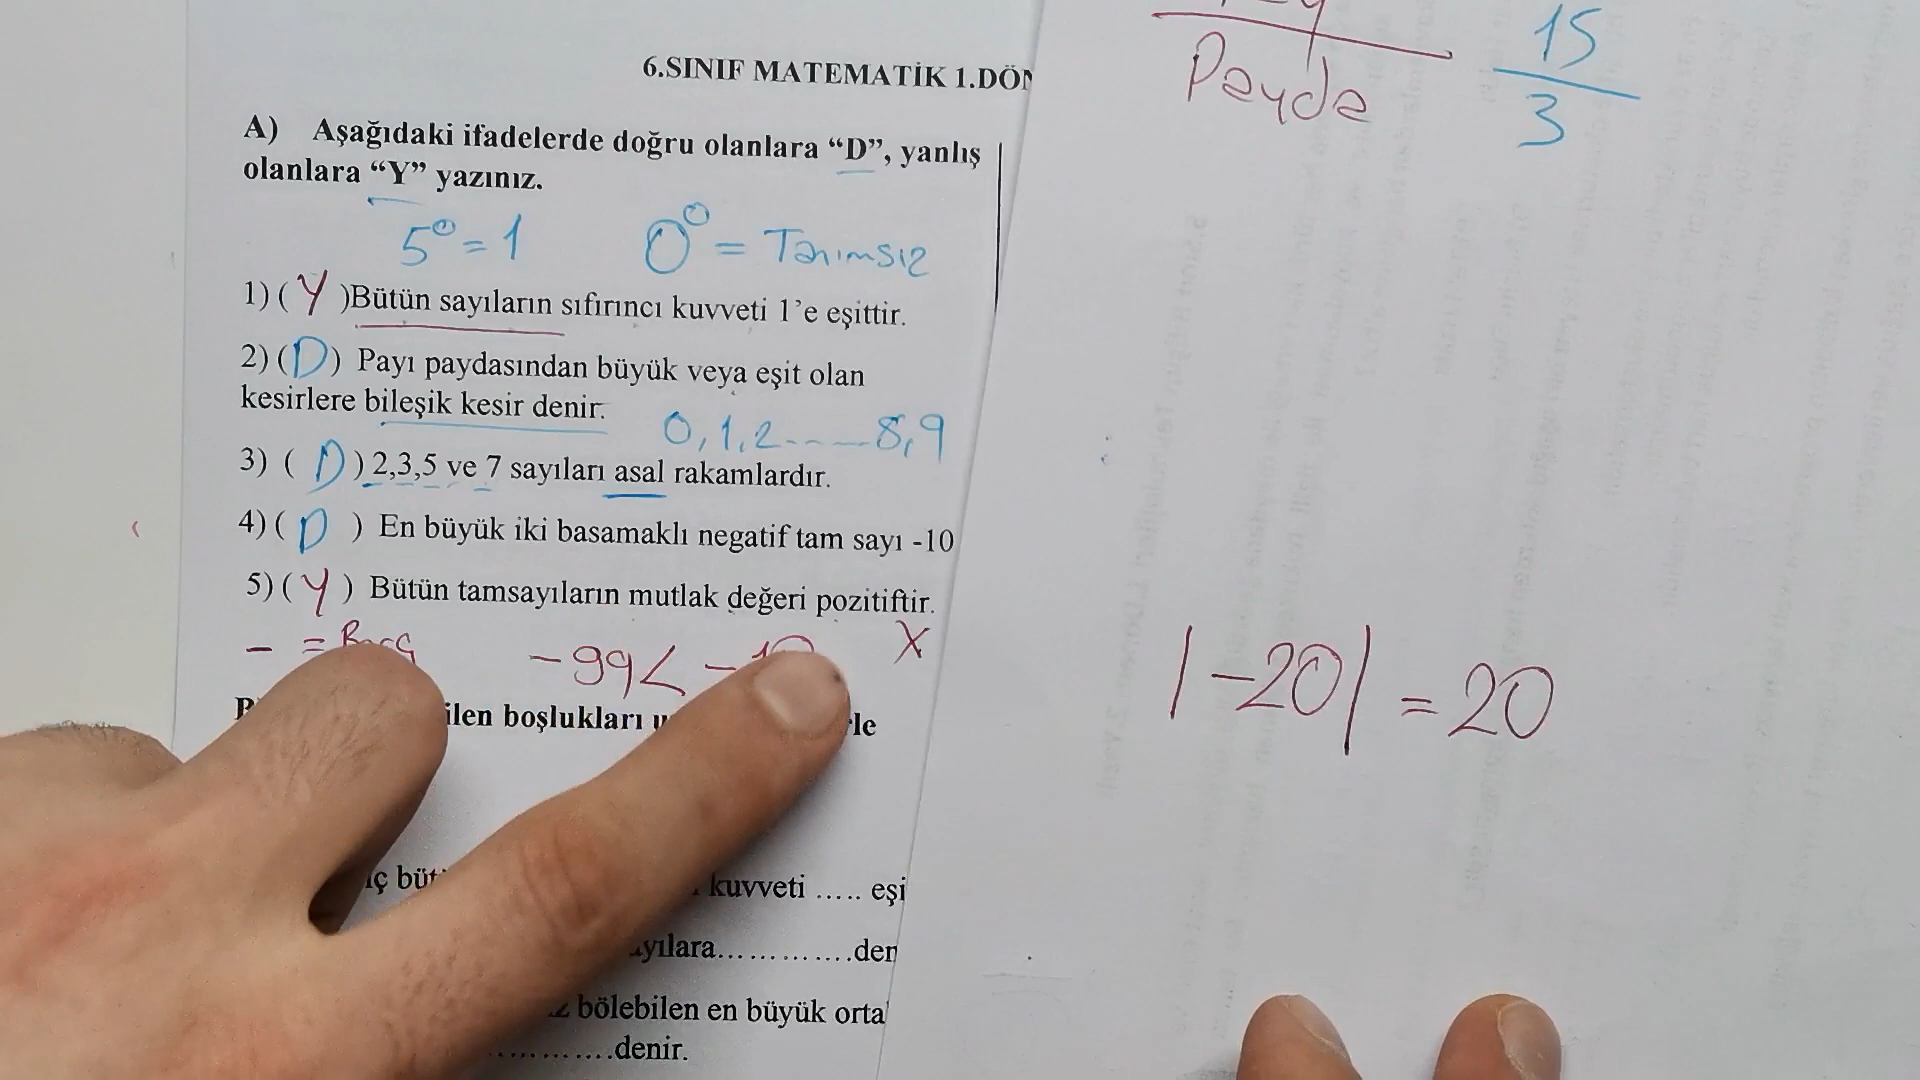 6.SINIF MATEMATİK 1.DÖN
A) Aşağıdaki ifadelerde doğru olanlara “D”, yanlış
olanlara “Y” yazınız.
5⁰ = 1 0⁰ = Tanımsız
1) ( Y )Bütün sayıların sıfırıncı kuvveti 1’e eşittir.
2) (D) Payı paydasından büyük veya eşit olan
kesirlere bileşik kesir denir.
0,1,2.....8,9
3) ( D ) 2,3,5 ve 7 sayıları asal rakamlardır.
4) ( D ) En büyük iki basamaklı negatif tam sayı -10
5) ( Y ) Bütün tamsayıların mutlak değeri pozitiftir.
- = -99 < -10 X
ilen boşlukları
kuvveti ..... eşi
yılara.............den
bölebilen en büyük orta
............denir.
Payda
15
3
|-20| = 20